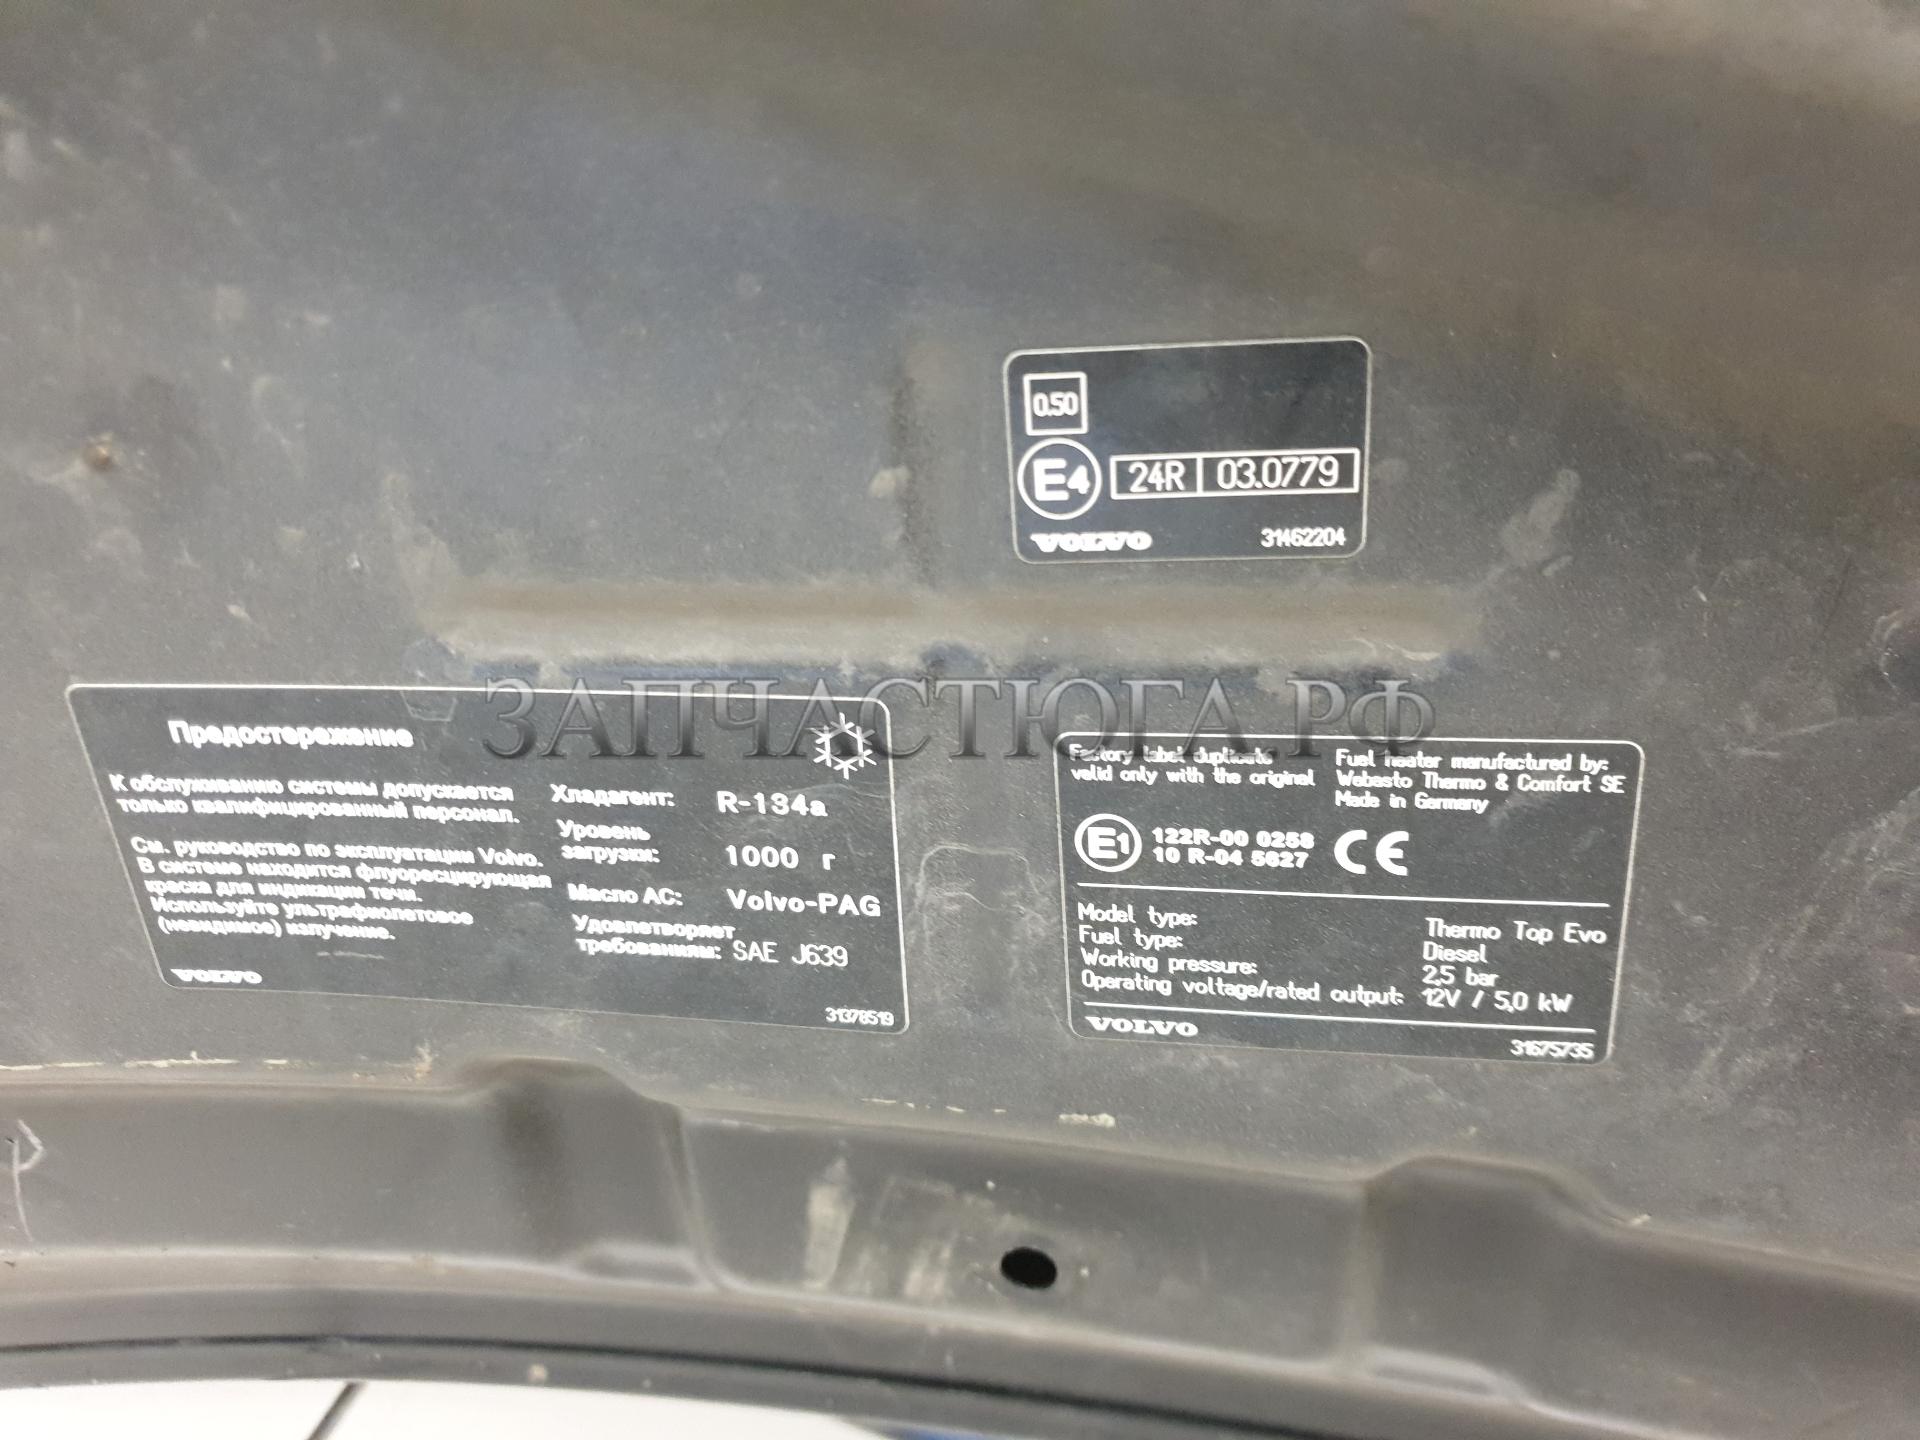 0.50
E4 24R 03.0779
VOLVO 31462204
ЗАПЧАСТЮГА.РФ
Предостережение
К обслуживанию системы допускается
только квалифицированный персонал.
См. руководство по эксплуатации Volvo.
В системе находится флуоресцирующая
краска для индикации течи.
Используйте ультрафиолетовое
(невидимое) излучение.
Хладагент: R-134a
Уровень
загрузки: 1000 г
Масло AC: Volvo-PAG
Удовлетворяет
требованиям: SAE J639
VOLVO
31378519
Factory label duplicate
valid only with the original
Fuel heater manufactured by:
Webasto Thermo & Comfort SE
Made in Germany
E1 122R-00 0258
10 R-04 5627
CE
Model type: Thermo Top Evo
Fuel type: Diesel
Working pressure: 2,5 bar
Operating voltage/rated output: 12V / 5,0 kW
VOLVO
31675735